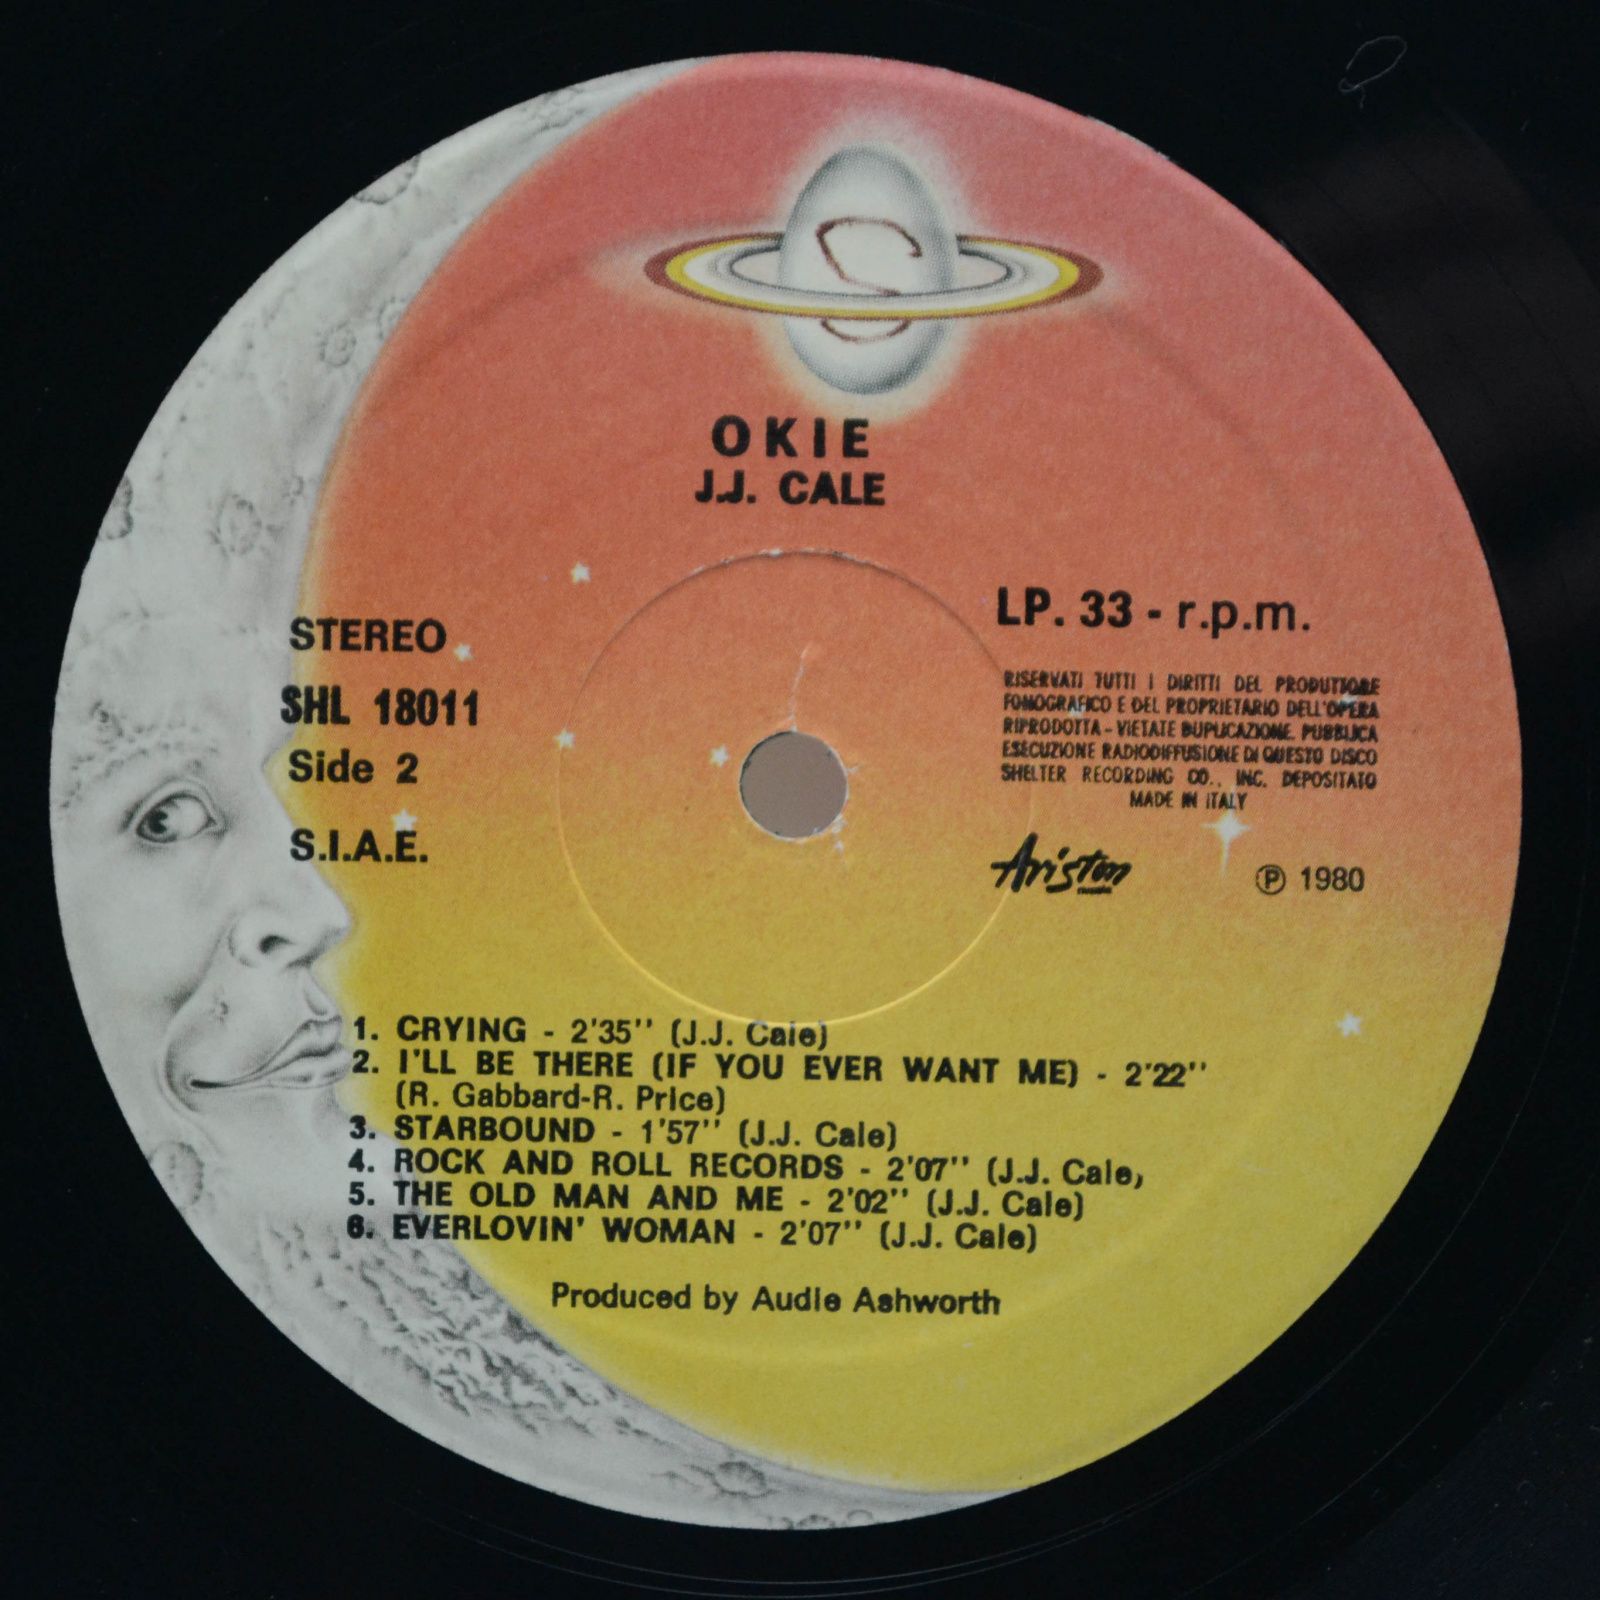 OKIE
J.J. CALE
STEREO
SHL 18011
Side 2
S.I.A.E.
LP. 33 - r.p.m.
RISERVATI TUTTI I DIRITTI DEL PRODUTTORE
FONOGRAFICO E DEL PROPRIETARIO DELL'OPERA
RIPRODOTTA - VIETATE DUPLICAZIONE. PUBBLICA
ESECUZIONE RADIODIFFUSIONE DI QUESTO DISCO
SHELTER RECORDING CO., INC. DEPOSITATO
MADE IN ITALY
Ariston
℗ 1980
1. CRYING - 2'35'' (J.J. Cale)
2. I'LL BE THERE (IF YOU EVER WANT ME) - 2'22''
(R. Gabbard-R. Price)
3. STARBOUND - 1'57'' (J.J. Cale)
4. ROCK AND ROLL RECORDS - 2'07'' (J.J. Cale,
5. THE OLD MAN AND ME - 2'02'' (J.J. Cale)
6. EVERLOVIN' WOMAN - 2'07'' (J.J. Cale)
Produced by Audie Ashworth